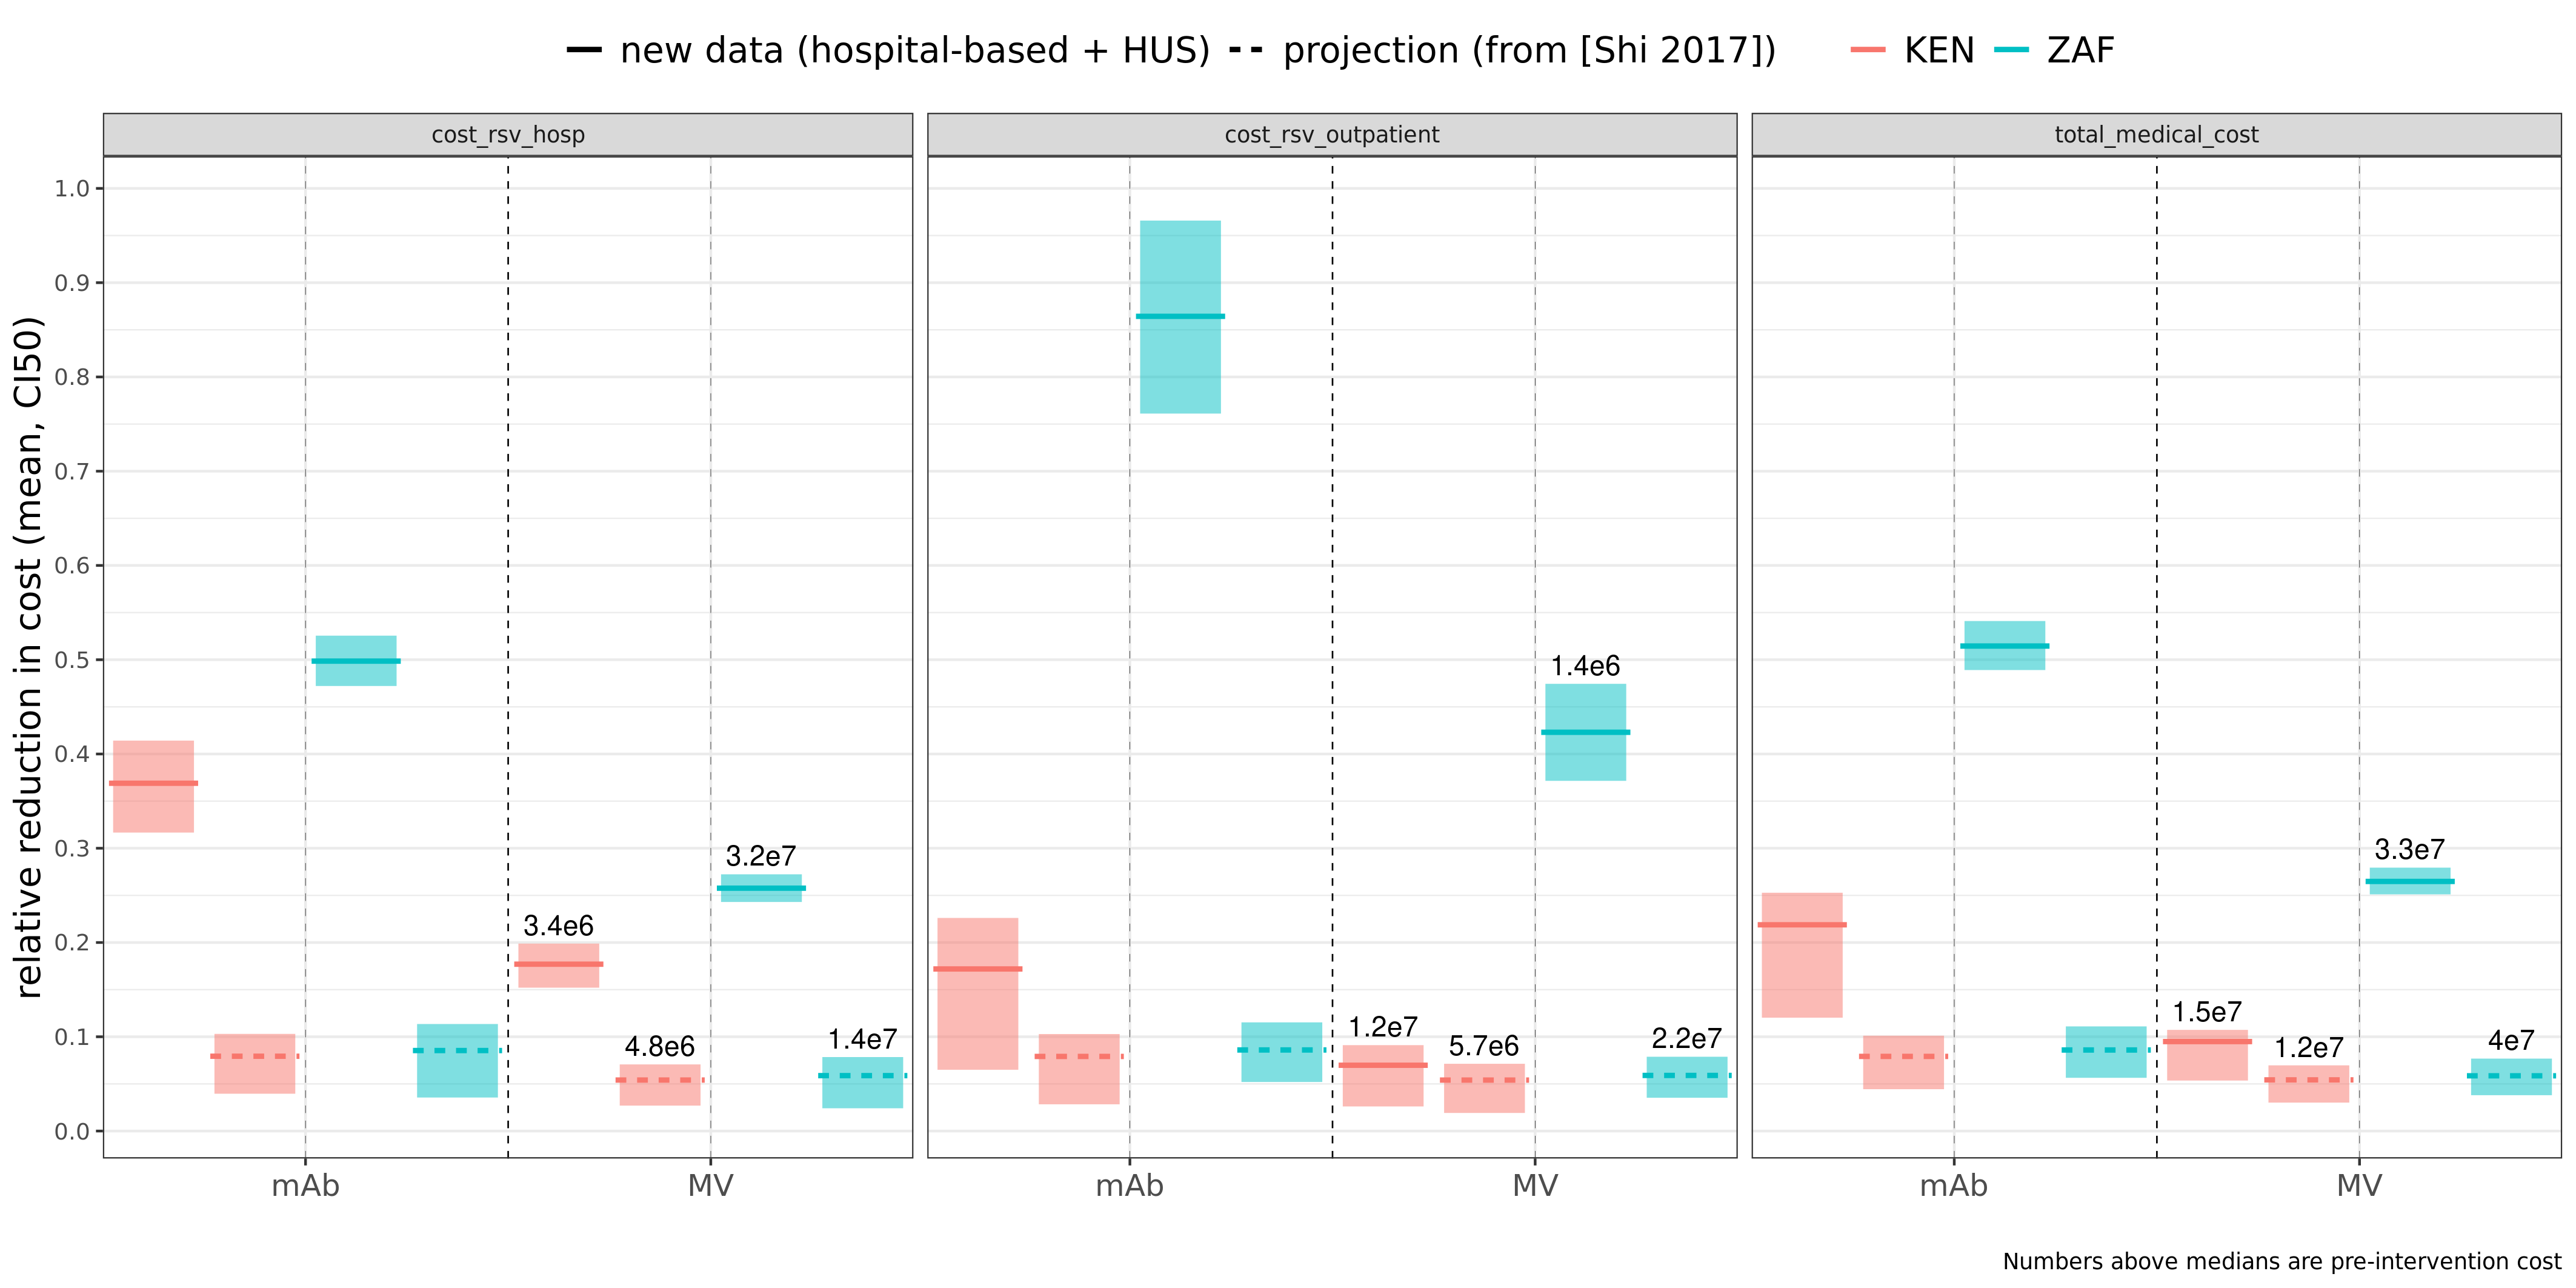 new data (hospital-based + HUS) projection (from [Shi 2017]) KEN ZAF
cost_rsv_hosp
cost_rsv_outpatient
total_medical_cost
relative reduction in cost (mean, CI50)
1.0
0.9
0.8
0.7
0.6
0.5
0.4
0.3
0.2
0.1
0.0
3.4e6
4.8e6
3.2e7
1.4e7
1.2e7
5.7e6
1.4e6
2.2e7
1.5e7
1.2e7
3.3e7
4e7
mAb
MV
mAb
MV
mAb
MV
Numbers above medians are pre-intervention cost